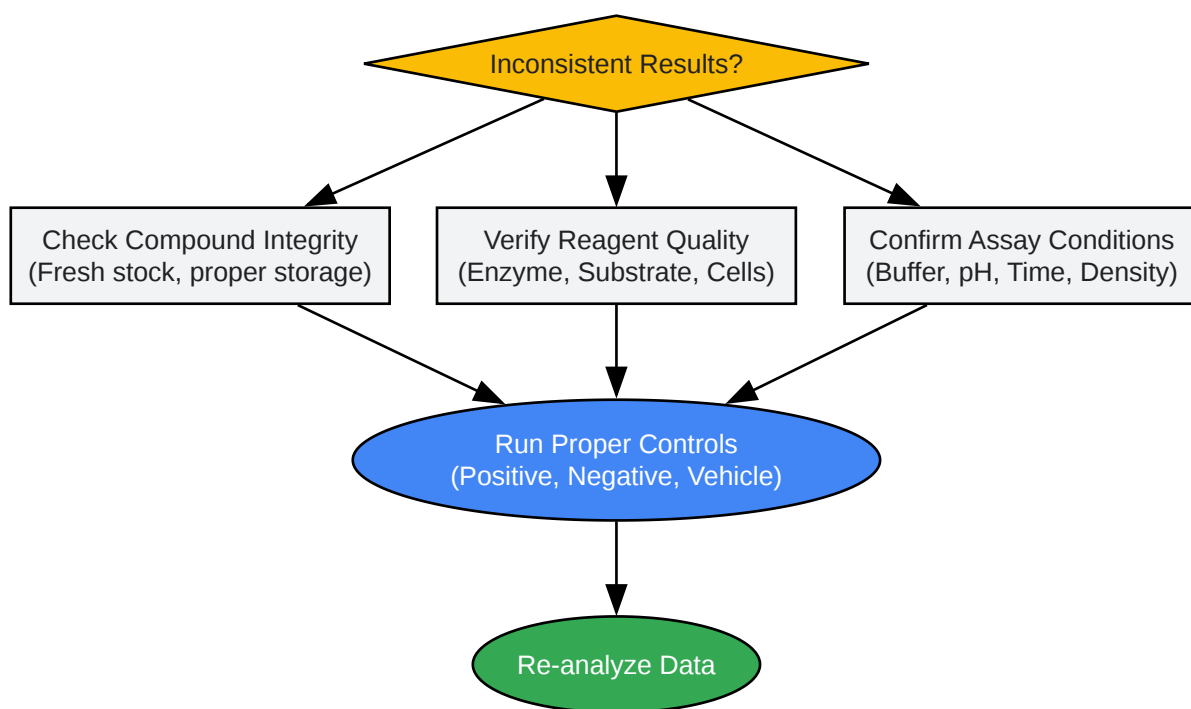 Inconsistent Results?
Check Compound Integrity
(Fresh stock, proper storage)
Verify Reagent Quality
(Enzyme, Substrate, Cells)
Confirm Assay Conditions
(Buffer, pH, Time, Density)
Run Proper Controls
(Positive, Negative, Vehicle)
Re-analyze Data